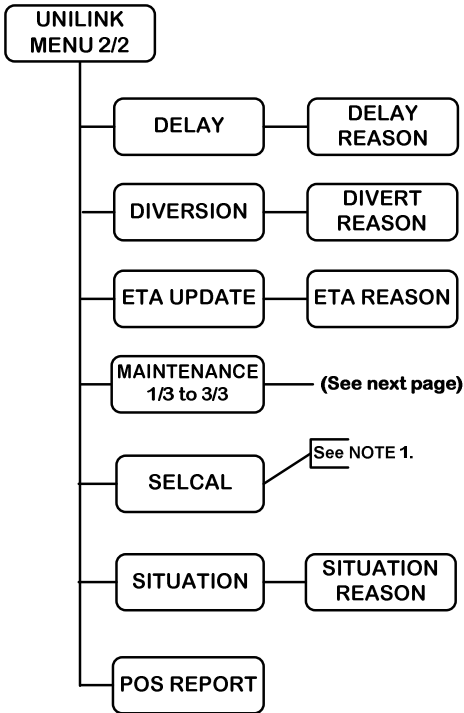 UNILINK
MENU 2/2
DELAY
DELAY
REASON
DIVERSION
DIVERT
REASON
ETA UPDATE
ETA REASON
MAINTENANCE
1/3 to 3/3
(See next page)
See NOTE 1.
SELCAL
SITUATION
SITUATION
REASON
POS REPORT